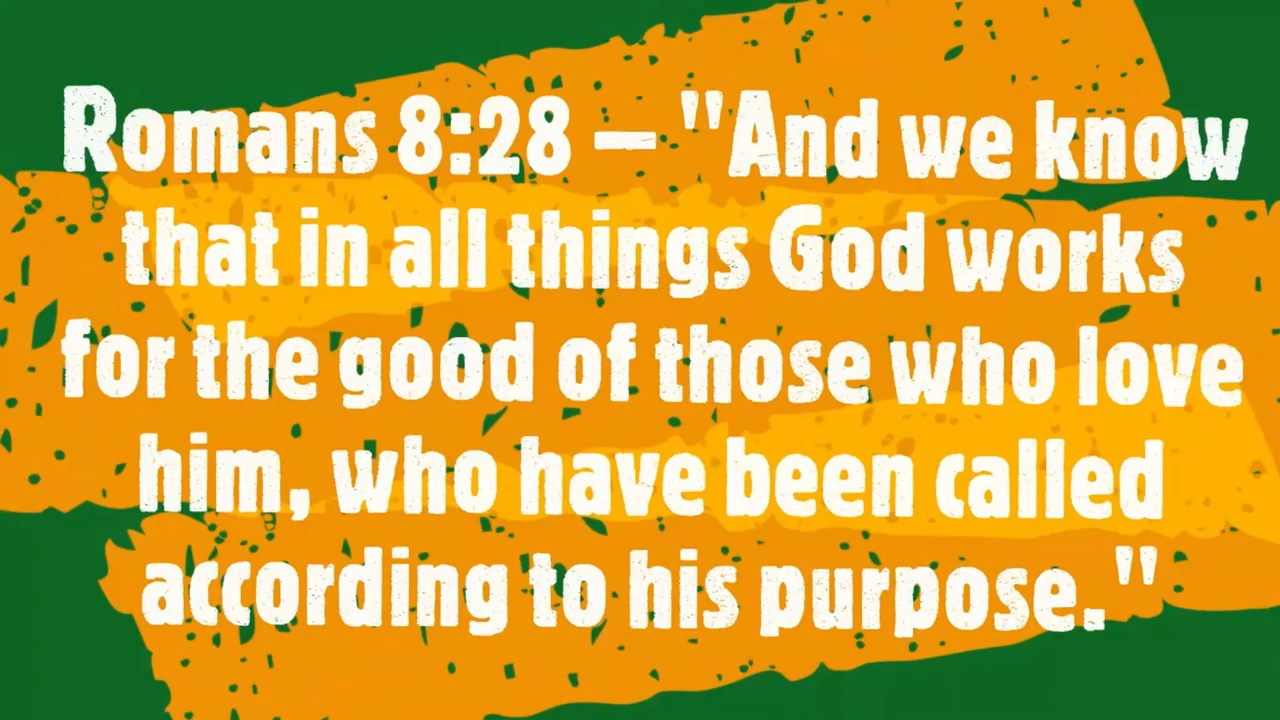 Romans 8:28 — "And we know
that in all things God works
for the good of those who love
him, who have been called
according to his purpose."